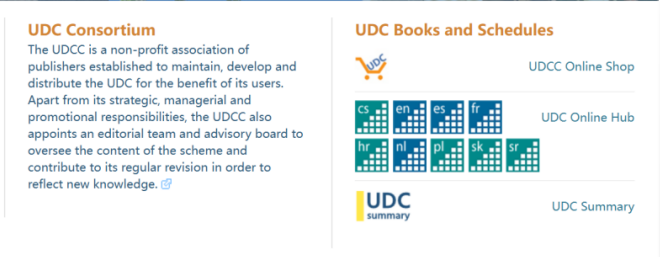 UDC Consortium
The UDCC is a non-profit association of
publishers established to maintain, develop and
distribute the UDC for the benefit of its users.
Apart from its strategic, managerial and
promotional responsibilities, the UDCC also
appoints an editorial team and advisory board to
oversee the content of the scheme and
contribute to its regular revision in order to
reflect new knowledge.
UDC Books and Schedules
UDC
UDCC Online Shop
cs en es fr
UDC Online Hub
hr nl pl sk sr
UDC
summary
UDC Summary